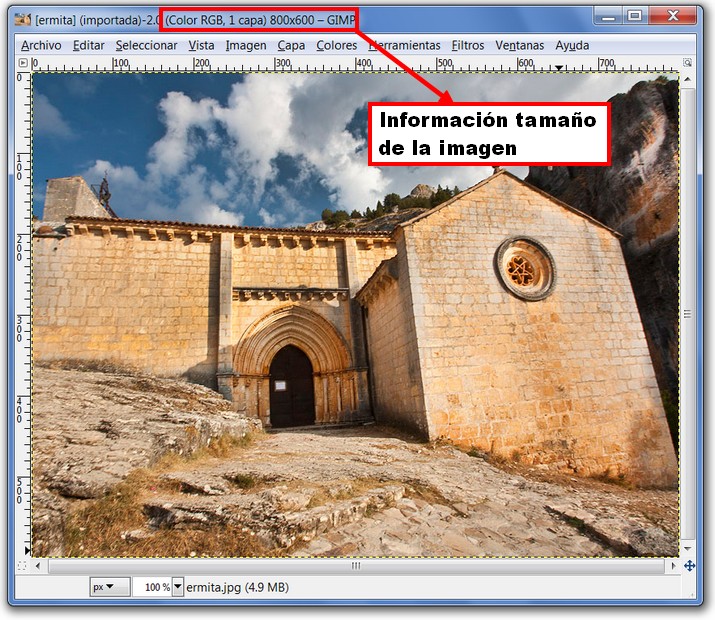 [ermita] (importada)-2.0 (Color RGB, 1 capa) 800x600 – GIMP
Archivo Editar Seleccionar Vista Imagen Capa Colores Herramientas Filtros Ventanas Ayuda
0 100 200 300 400 500 600 700
Información tamaño
de la imagen
0
100
200
300
400
500
px 100 % ermita.jpg (4.9 MB)